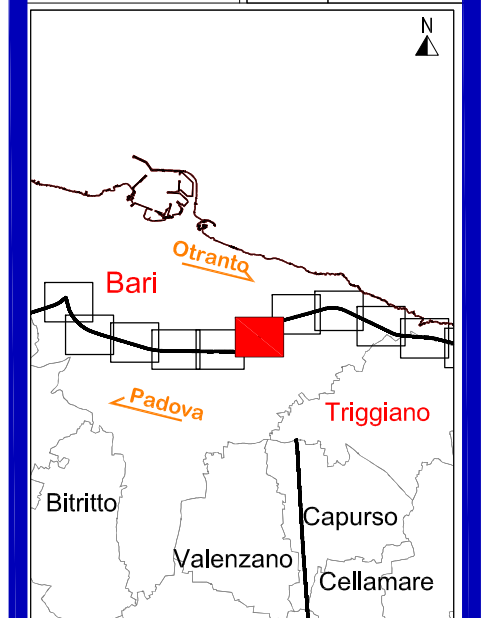 N
Otranto
Bari
Padova
Triggiano
Bitritto
Capurso
Valenzano
Cellamare